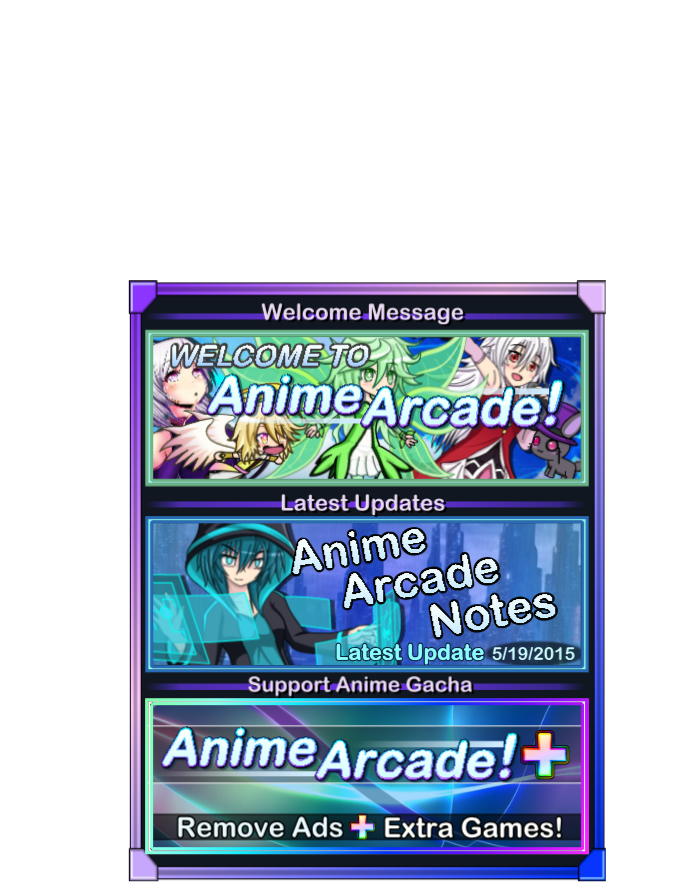 Welcome Message
WELCOME TO
Anime Arcade!
Latest Updates
Anime
Arcade
Notes
Latest Update 5/19/2015
Support Anime Gacha
Anime Arcade!+
Remove Ads + Extra Games!